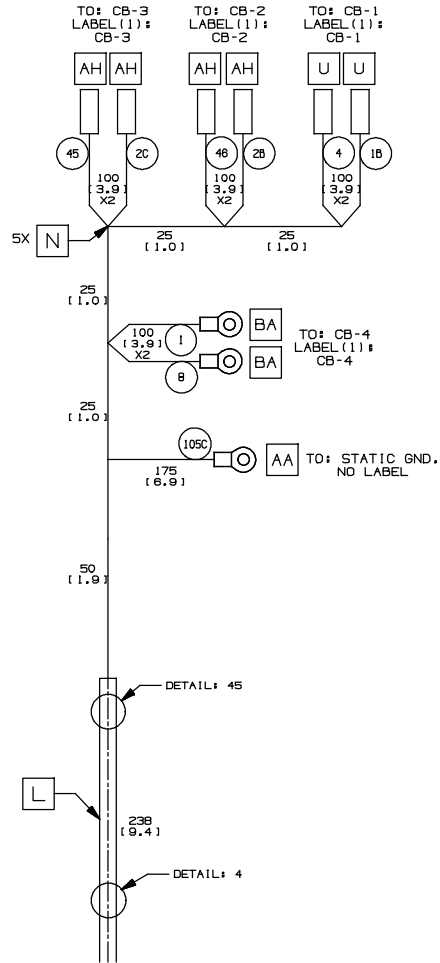 TO: CB-3
LABEL(1):
CB-3
TO: CB-2
LABEL(1):
CB-2
TO: CB-1
LABEL(1):
CB-1
AH
AH
AH
AH
U
U
45
2C
46
2B
4
1B
100
[3.9]
X2
100
[3.9]
X2
100
[3.9]
X2
5X
N
25
[1.0]
25
[1.0]
25
[1.0]
BA
100
[3.9]
X2
1
TO: CB-4
LABEL(1):
CB-4
BA
8
25
[1.0]
105C
AA
TO: STATIC GND.
NO LABEL
175
[6.9]
50
[1.9]
DETAIL: 45
L
238
[9.4]
DETAIL: 4